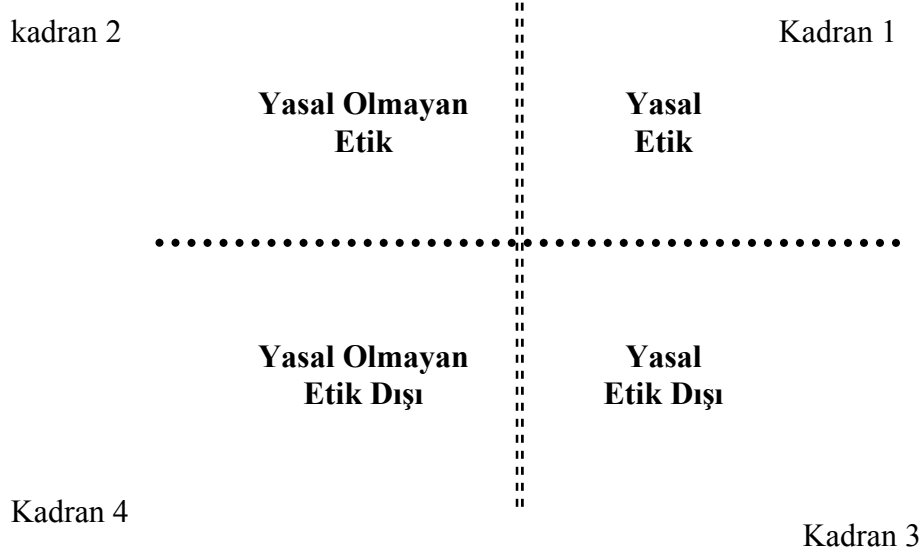 kadran 2
Kadran 1
Yasal Olmayan
Etik
Yasal
Etik
Yasal Olmayan
Etik Dışı
Yasal
Etik Dışı
Kadran 4
Kadran 3